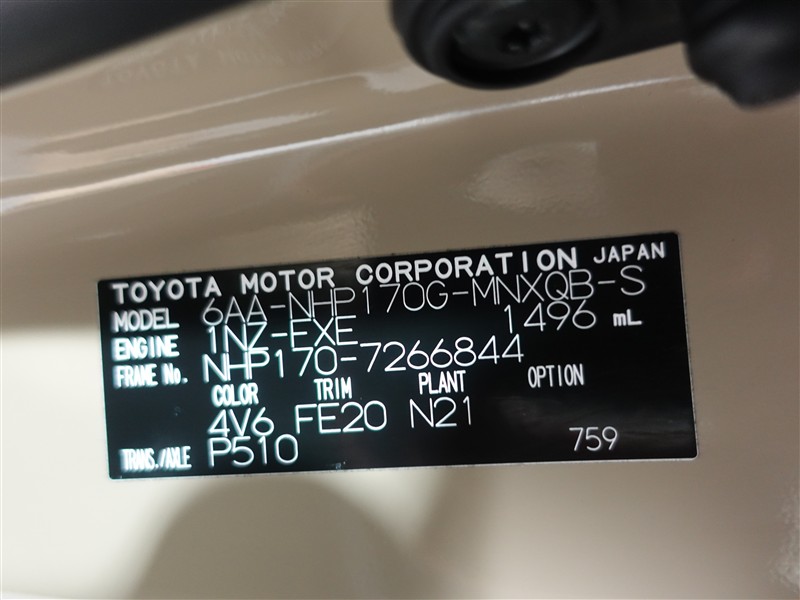 TOYOTA MOTOR CORPORATION JAPAN
MODEL 6AA-NHP170G-MNXQB-S
ENGINE 1NZ-EXE 1496 mL
FRAME No. NHP170-7266844
COLOR TRIM PLANT OPTION
4V6 FE20 N21
TRANS./AXLE P510 759